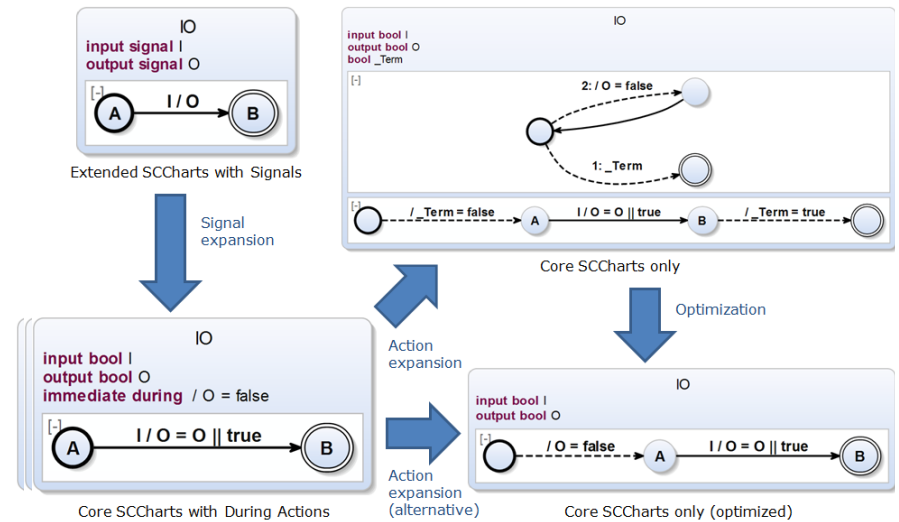 IO
input signal I
output signal O
[-]
A
I / O
B
Extended SCCharts with Signals
Signal
expansion
IO
input bool I
output bool O
immediate during / O = false
[-]
A
I / O = O || true
B
Core SCCharts with During Actions
Action
expansion
Action
expansion
(alternative)
IO
input bool I
output bool O
bool _Term
[-]
2: / O = false
1: _Term
[-]
/ _Term = false
A
I / O = O || true
B
/ _Term = true
Core SCCharts only
Optimization
IO
input bool I
output bool O
[-]
/ O = false
A
I / O = O || true
B
Core SCCharts only (optimized)